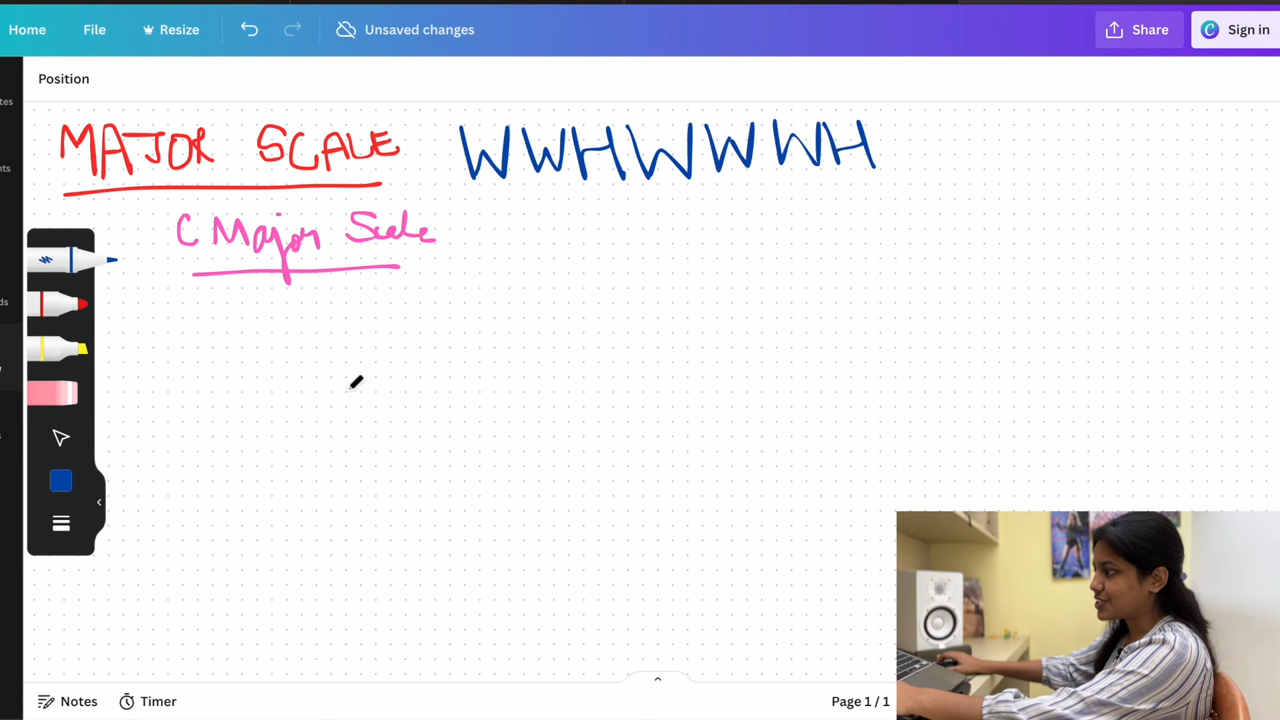 Home File Resize Unsaved changes Share Sign in
Position
MAJOR SCALE WWHWWWH
C Major Scale
Notes Timer Page 1 / 1